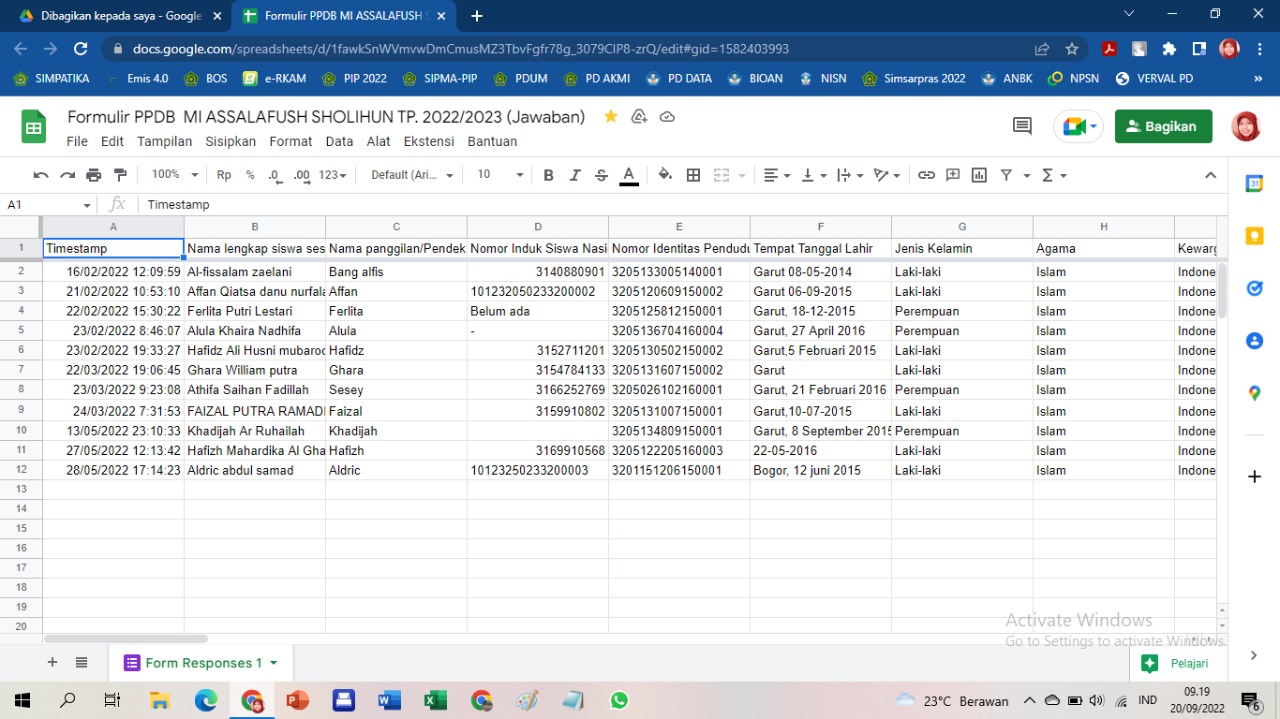 Dibagikan kepada saya - Google
Formulir PPDB MI ASSALAFUSH S
docs.google.com/spreadsheets/d/1fawkSnWVmvwDmCmusMZ3TbvFgfr78g_3079CIP8-zrQ/edit#gid=1582403993
SIMPATIKA Emis 4.0 BOS e-RKAM PIP 2022 SIPMA-PIP PDUM PD AKMI PD DATA BIOAN NISN Simsarpras 2022 ANBK NPSN VERVAL PD »
Formulir PPDB MI ASSALAFUSH SHOLIHUN TP. 2022/2023 (Jawaban)
File Edit Tampilan Sisipkan Format Data Alat Ekstensi Bantuan
Bagikan
100% Rp % .0 .00 123 Default (Ari... 10 B I S A
A1 fx Timestamp
A B C D E F G H
1 Timestamp Nama lengkap siswa ses Nama panggilan/Pendek Nomor Induk Siswa Nasi Nomor Identitas Pendudu Tempat Tanggal Lahir Jenis Kelamin Agama Kewarg
2 16/02/2022 12:09:59 Al-fissalam zaelani Bang alfis 3140880901 3205133005140001 Garut 08-05-2014 Laki-laki Islam Indone
3 21/02/2022 10:53:10 Affan Qiatsa danu nurfala Affan 101232050233200002 3205120609150002 Garut 06-09-2015 Laki-laki Islam Indone
4 22/02/2022 15:30:22 Ferlita Putri Lestari Ferlita Belum ada 3205125812150001 Garut, 18-12-2015 Perempuan Islam Indone
5 23/02/2022 8:46:07 Alula Khaira Nadhifa Alula - 3205136704160004 Garut, 27 April 2016 Perempuan Islam Indone
6 23/02/2022 19:33:27 Hafidz Ali Husni mubaroc Hafidz 3152711201 3205130502150002 Garut,5 Februari 2015 Laki-laki Islam Indone
7 22/03/2022 19:06:45 Ghara William putra Ghara 3154784133 3205131607150002 Garut Laki-laki Islam Indone
8 23/03/2022 9:23:08 Athifa Saihan Fadillah Sesey 3166252769 3205026102160001 Garut, 21 Februari 2016 Perempuan Islam Indone
9 24/03/2022 7:31:53 FAIZAL PUTRA RAMADI Faizal 3159910802 3205131007150001 Garut,10-07-2015 Laki-laki Islam Indone
10 13/05/2022 23:10:33 Khadijah Ar Ruhailah Khadijah 3205134809150001 Garut, 8 September 2015 Perempuan Islam Indone
11 27/05/2022 12:13:42 Hafizh Mahardika Al Gha Hafizh 3169910568 3205122205160003 22-05-2016 Laki-laki Islam Indone
12 28/05/2022 17:14:23 Aldric abdul samad Aldric 10123250233200003 3201151206150001 Bogor, 12 juni 2015 Laki-laki Islam Indone
13
14
15
16
17
18
19
20
Activate Windows
Go to Settings to activate Windows.
Form Responses 1
Pelajari
23°C Berawan IND 09.19
20/09/2022
6